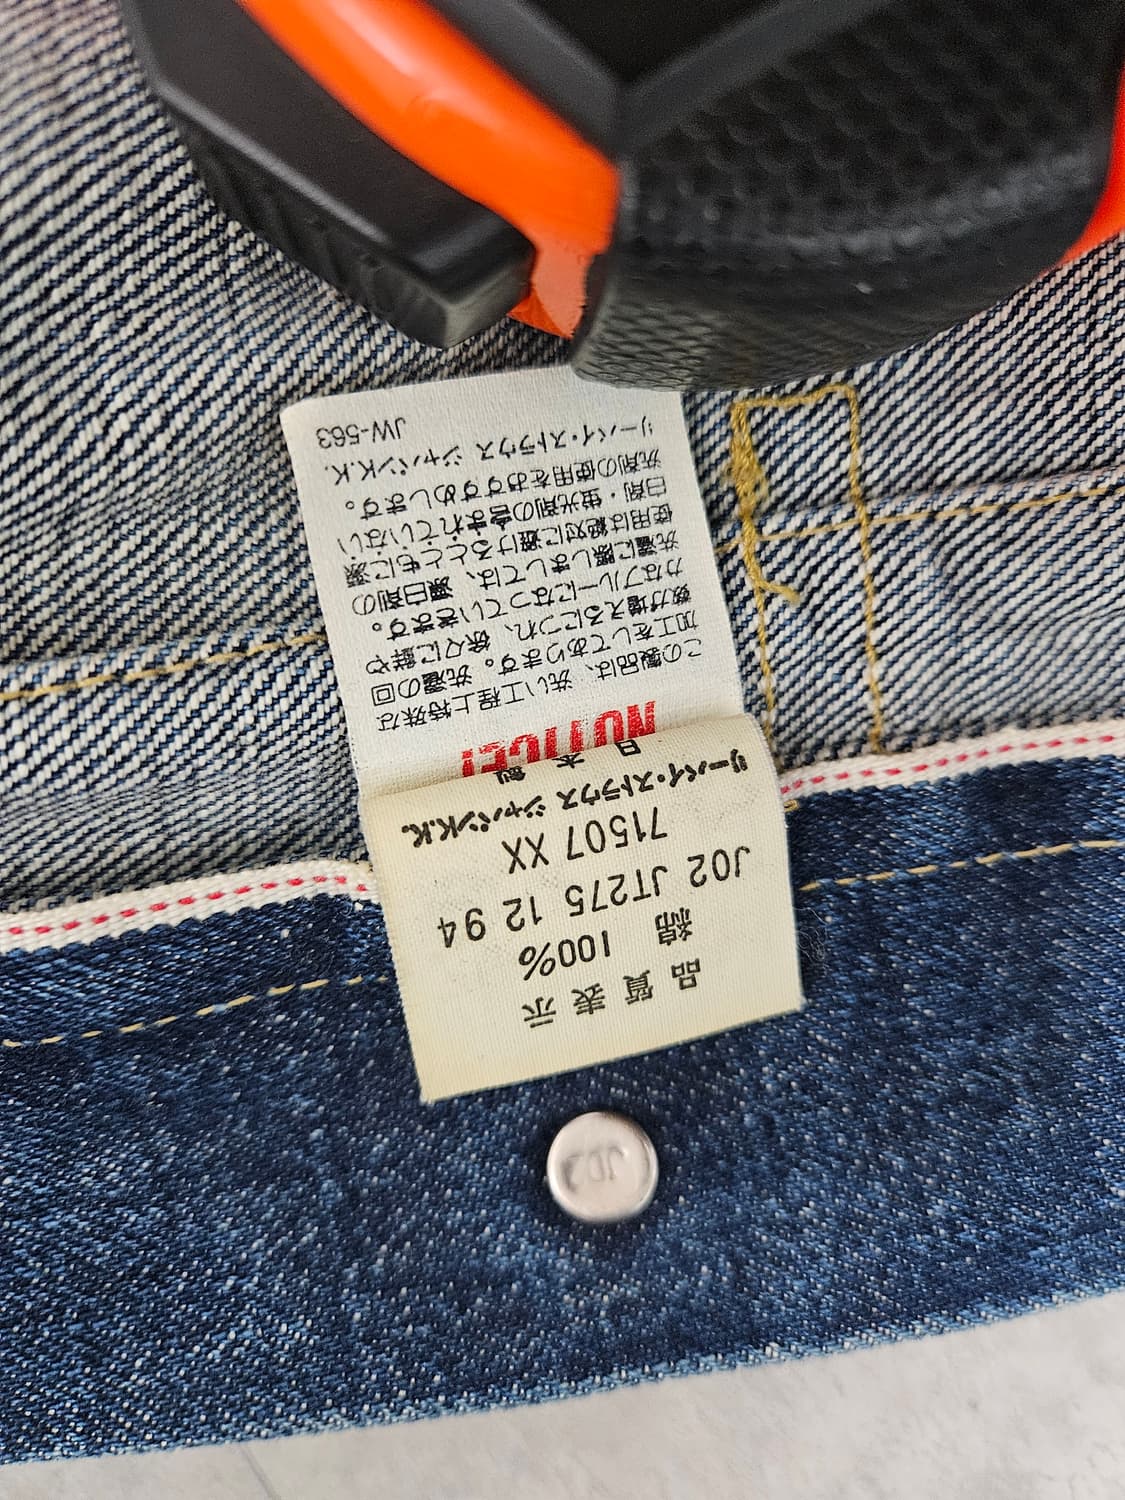 品質表示
綿 100%
J02 JT275 12 94
71507 XX
リーバイ・ストラウス ジャパンK.K.
日本製
NOTICE!
この製品は、洗い工程上特殊な
加工をしてあります。洗濯の回
数が増えるにつれ、徐々に鮮や
かなブルーになっていきます。
洗濯に際しましては、漂白剤の
使用は絶対に避けるとともに漂
白剤・蛍光剤の含まれていない
洗剤の使用をおすすめします。
リーバイ・ストラウス ジャパンK.K.
JW-563
J02